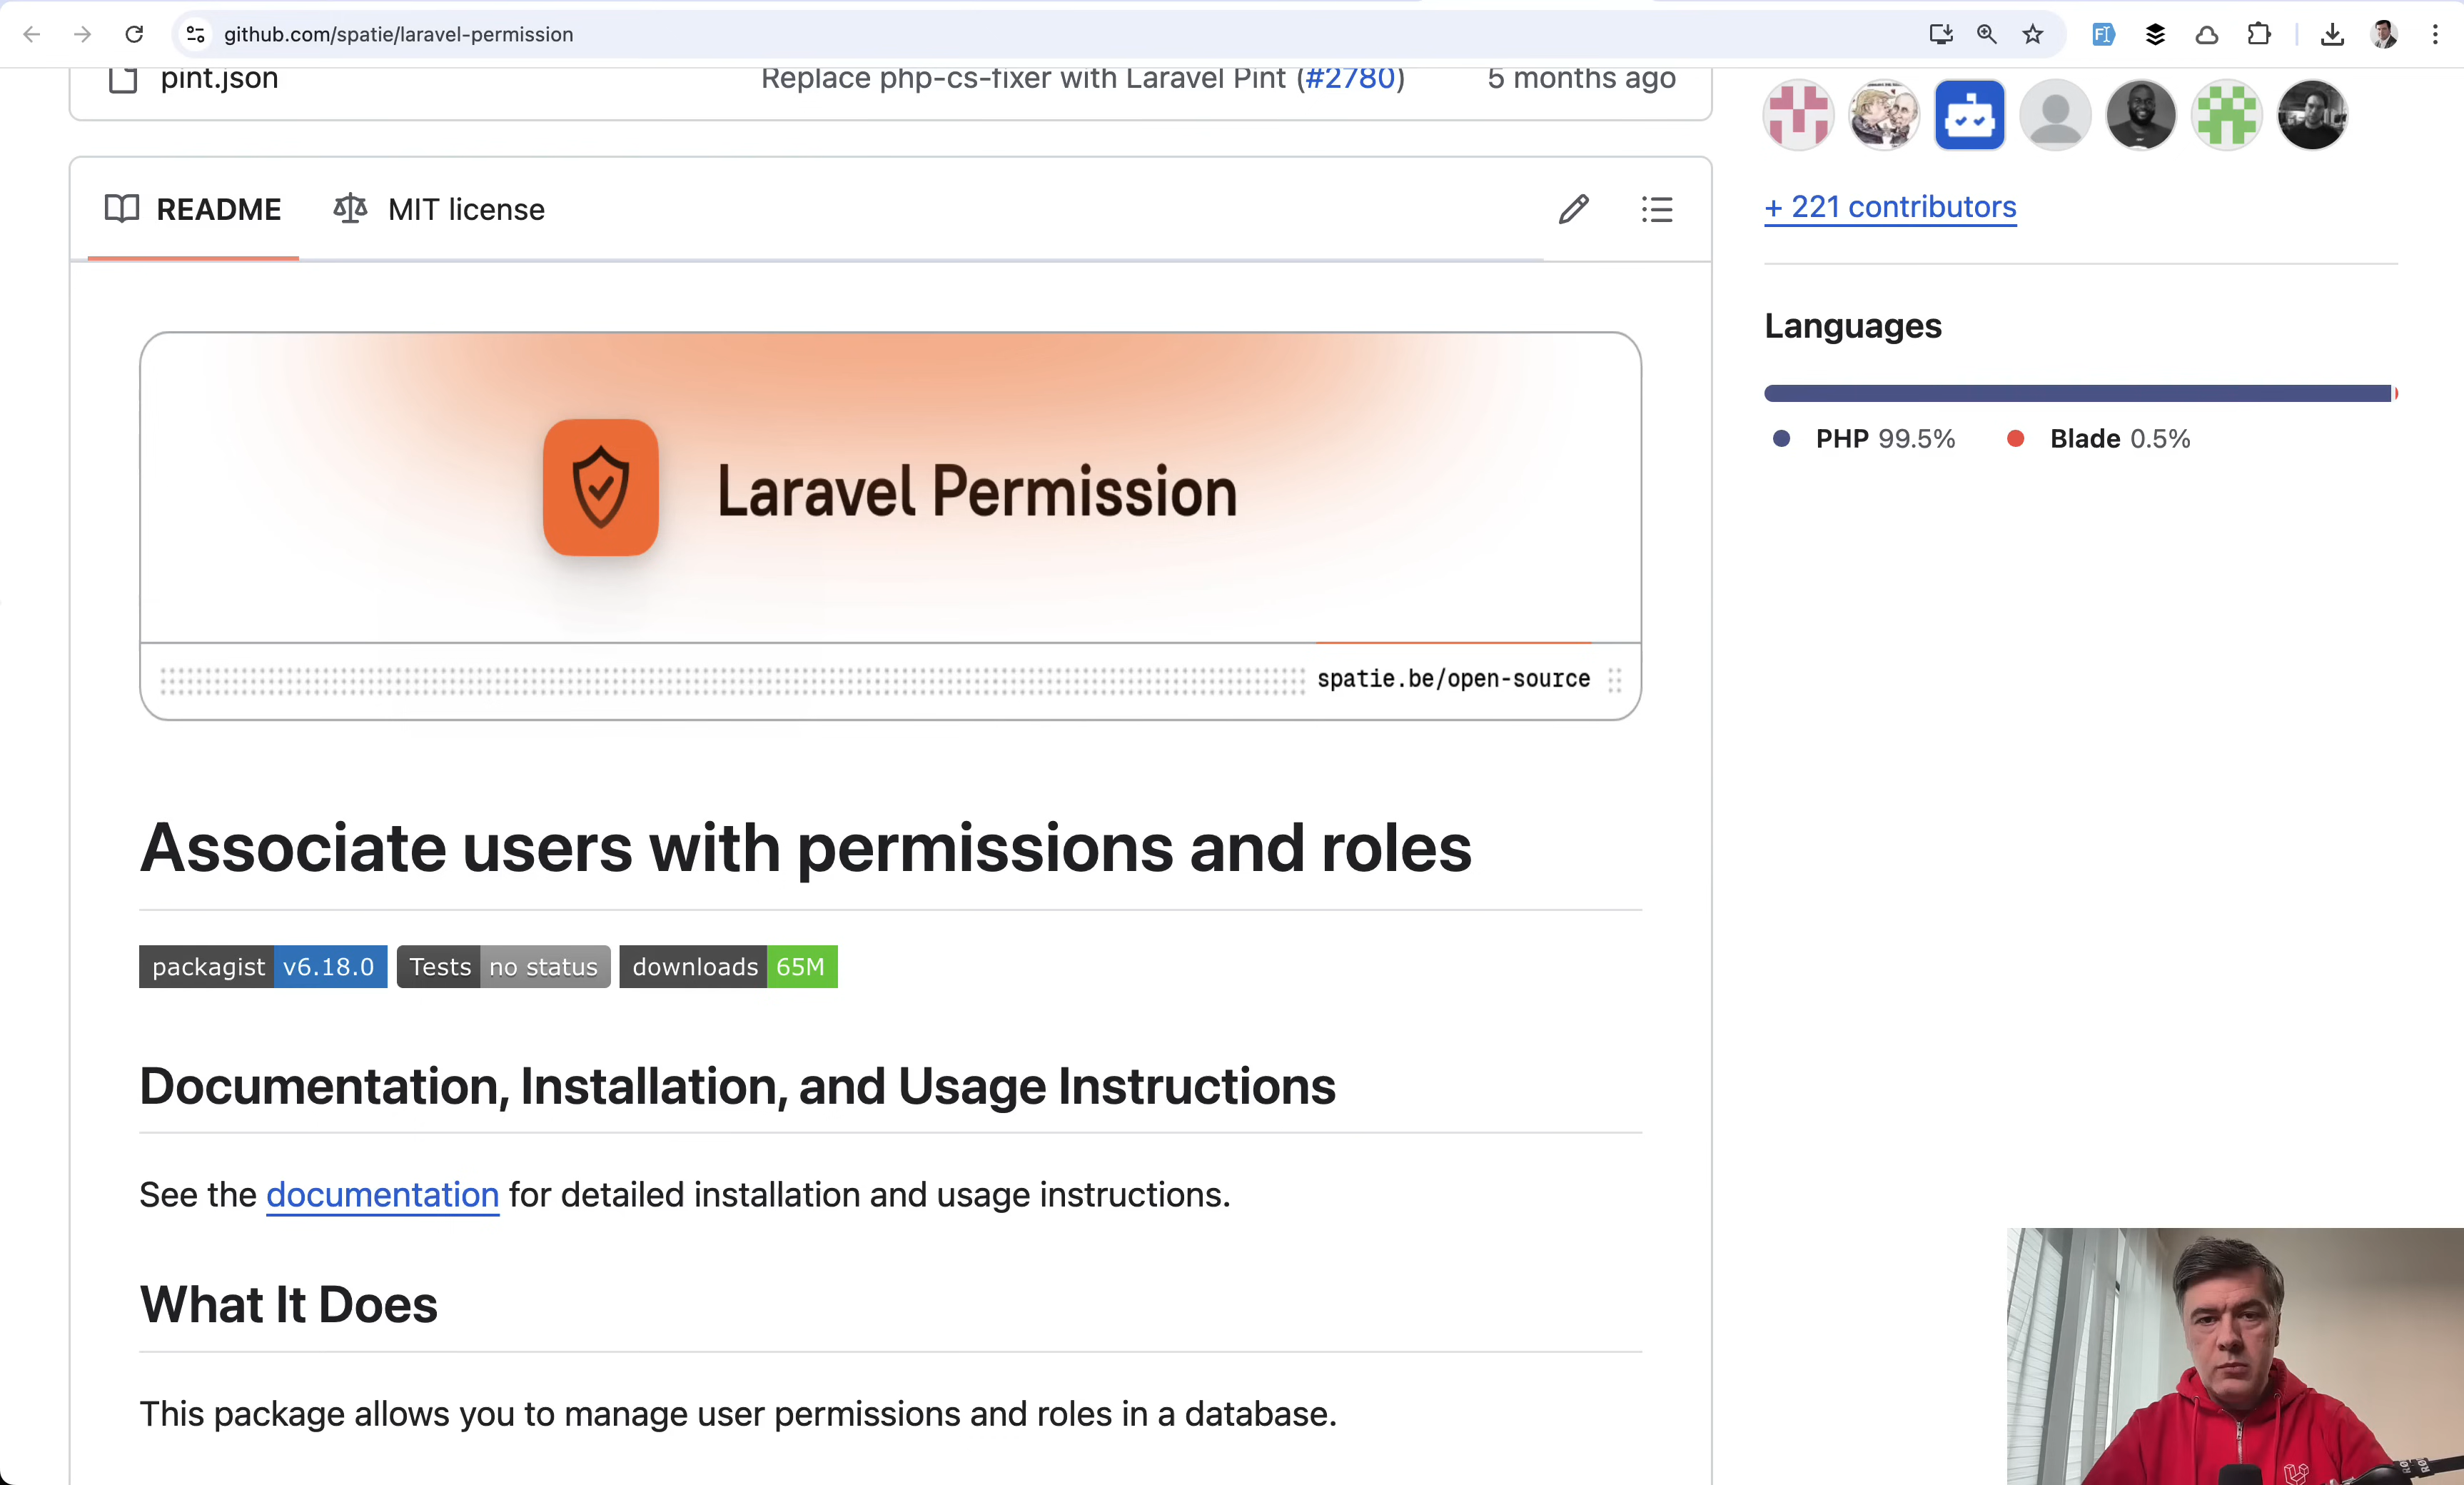 github.com/spatie/laravel-permission
pint.json
Replace php-cs-fixer with Laravel Pint (#2780)
5 months ago
README
MIT license
+ 221 contributors
Languages
PHP 99.5%
Blade 0.5%
Laravel Permission
spatie.be/open-source
Associate users with permissions and roles
packagist v6.18.0
Tests no status
downloads 65M
Documentation, Installation, and Usage Instructions
See the documentation for detailed installation and usage instructions.
What It Does
This package allows you to manage user permissions and roles in a database.